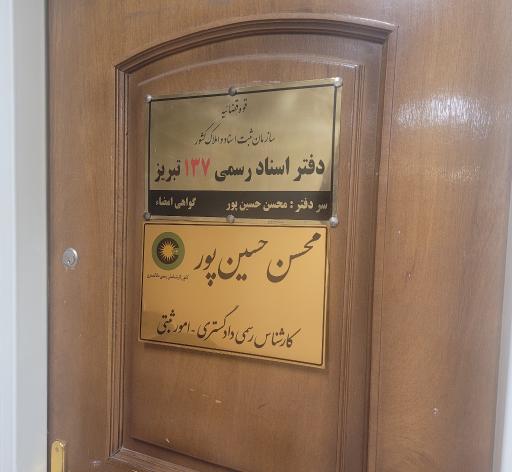 قوه قضائیه
سازمان ثبت اسناد و املاک کشور
دفتر اسناد رسمی ۱۳۷ تبریز
سر دفتر : محسن حسین پور گواهی امضاء
محسن حسین پور
کارشناس رسمی دادگستری - امور ثبتی